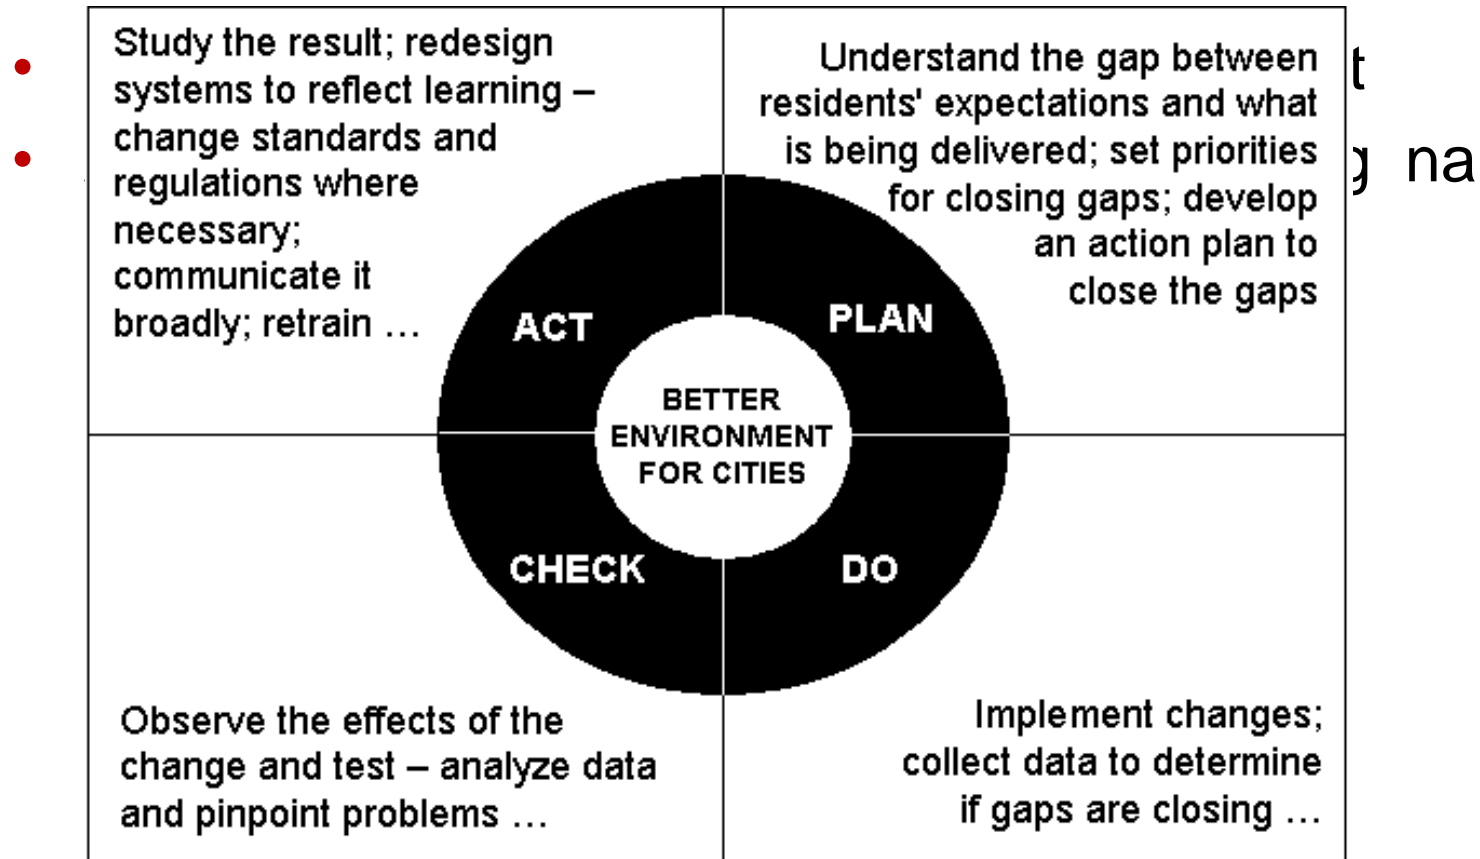 Study the result; redesign
systems to reflect learning –
change standards and
regulations where
necessary;
communicate it
broadly; retrain …
Understand the gap between
residents' expectations and what
is being delivered; set priorities
for closing gaps; develop
an action plan to
close the gaps
ACT
PLAN
BETTER
ENVIRONMENT
FOR CITIES
CHECK
DO
Observe the effects of the
change and test – analyze data
and pinpoint problems …
Implement changes;
collect data to determine
if gaps are closing …
t
g na